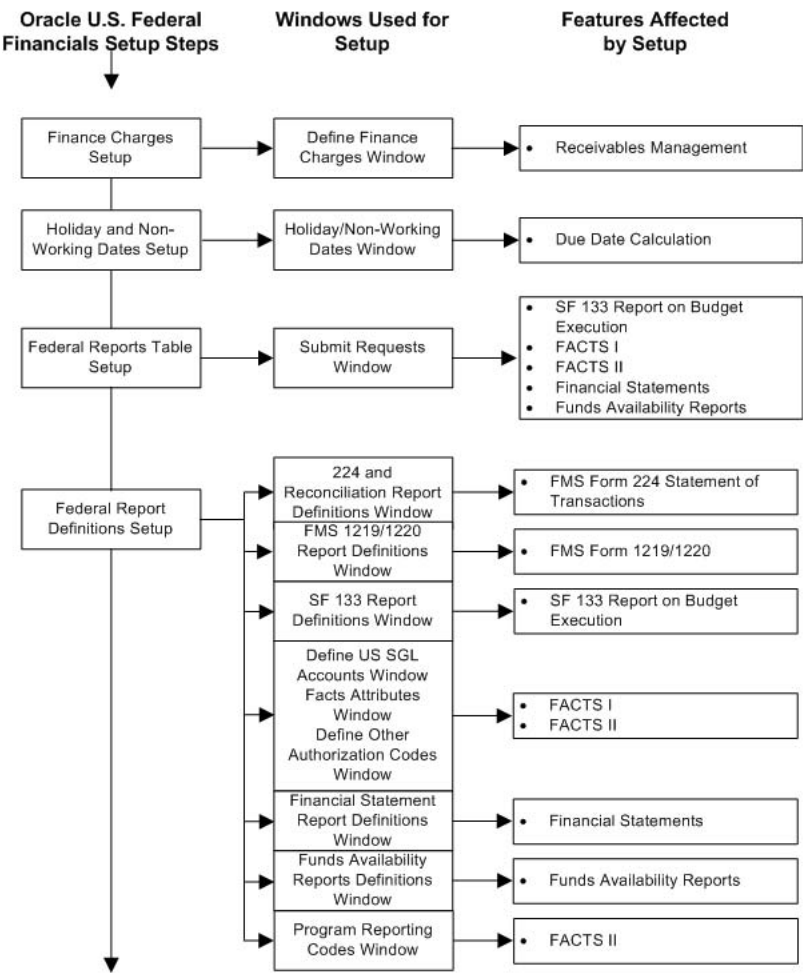 Oracle U.S. Federal
Financials Setup Steps
Windows Used for
Setup
Features Affected
by Setup
Finance Charges
Setup
Define Finance
Charges Window
• Receivables Management
Holiday and Non-
Working Dates Setup
Holiday/Non-Working
Dates Window
• Due Date Calculation
Federal Reports Table
Setup
Submit Requests
Window
• SF 133 Report on Budget
Execution
• FACTS I
• FACTS II
• Financial Statements
• Funds Availability Reports
Federal Report
Definitions Setup
224 and
Reconciliation Report
Definitions Window
• FMS Form 224 Statement of
Transactions
FMS 1219/1220
Report Definitions
Window
• FMS Form 1219/1220
SF 133 Report
Definitions Window
• SF 133 Report on Budget
Execution
Define US SGL
Accounts Window
Facts Attributes
Window
Define Other
Authorization Codes
Window
• FACTS I
• FACTS II
Financial Statement
Report Definitions
Window
• Financial Statements
Funds Availability
Reports Definitions
Window
• Funds Availability Reports
Program Reporting
Codes Window
• FACTS II